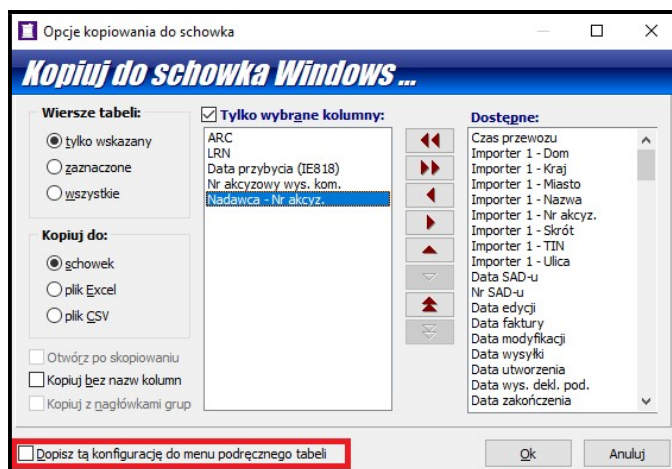 Opcje kopiowania do schowka
Kopiuj do schowka Windows ...
Wiersze tabeli:
tylko wskazany
zaznaczone
wszystkie
Kopiuj do:
schowek
plik Excel
plik CSV
Otwórz po skopiowaniu
Kopiuj bez nazw kolumn
Kopiuj z nagłówkami grup
Tylko wybrane kolumny:
ARC
LRN
Data przybycia (IE818)
Nr akcyzowy wys. kom.
Nadawca - Nr akcyz.
Dostępne:
Czas przewozu
Importer 1 - Dom
Importer 1 - Kraj
Importer 1 - Miasto
Importer 1 - Nazwa
Importer 1 - Nr akcyz.
Importer 1 - Skrót
Importer 1 - TIN
Importer 1 - Ulica
Data SAD-u
Nr SAD-u
Data edycji
Data faktury
Data modyfikacji
Data wysyłki
Data utworzenia
Data wys. dekl. pod.
Data zakończenia
Dopisz tą konfigurację do menu podręcznego tabeli
Ok
Anuluj